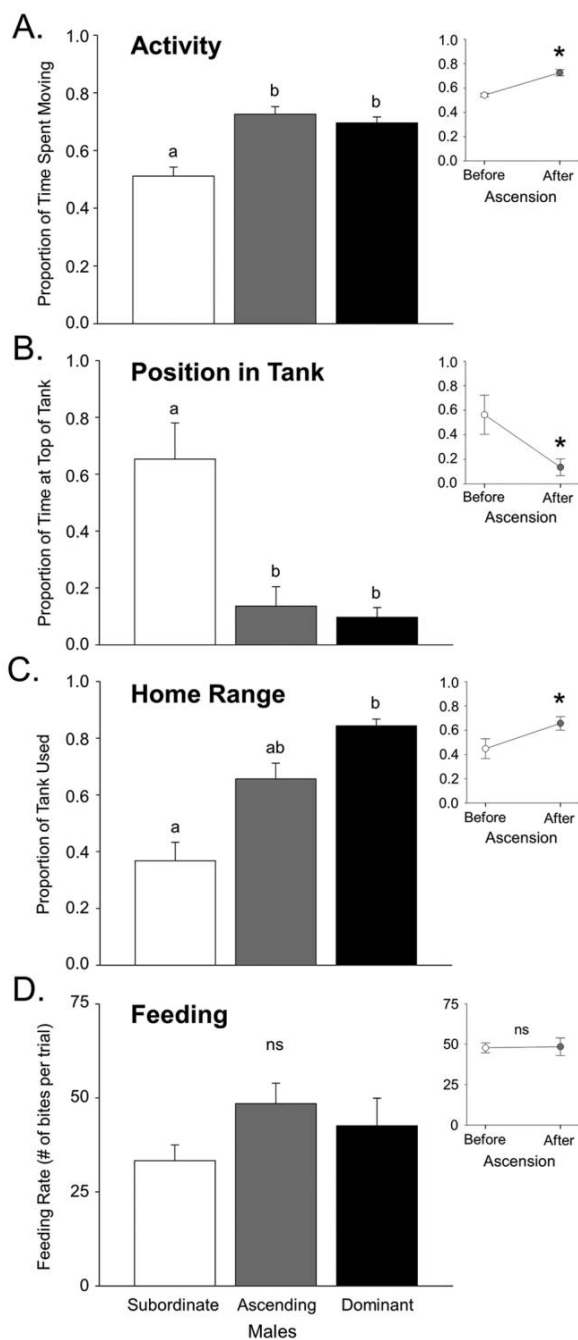 A.
Activity
Proportion of Time Spent Moving
1.0
0.8
0.6
0.4
0.2
0.0
a
b
b
1.0
0.8
0.6
0.4
0.2
0.0
*
Before
After
Ascension
B.
Position in Tank
Proportion of Time at Top of Tank
1.0
0.8
0.6
0.4
0.2
0.0
a
b
b
1.0
0.8
0.6
0.4
0.2
0.0
*
Before
After
Ascension
C.
Home Range
Proportion of Tank Used
1.0
0.8
0.6
0.4
0.2
0.0
a
ab
b
1.0
0.8
0.6
0.4
0.2
0.0
*
Before
After
Ascension
D.
Feeding
Feeding Rate (# of bites per trial)
75
50
25
0
ns
75
50
25
0
ns
Before
After
Ascension
Subordinate
Ascending
Dominant
Males